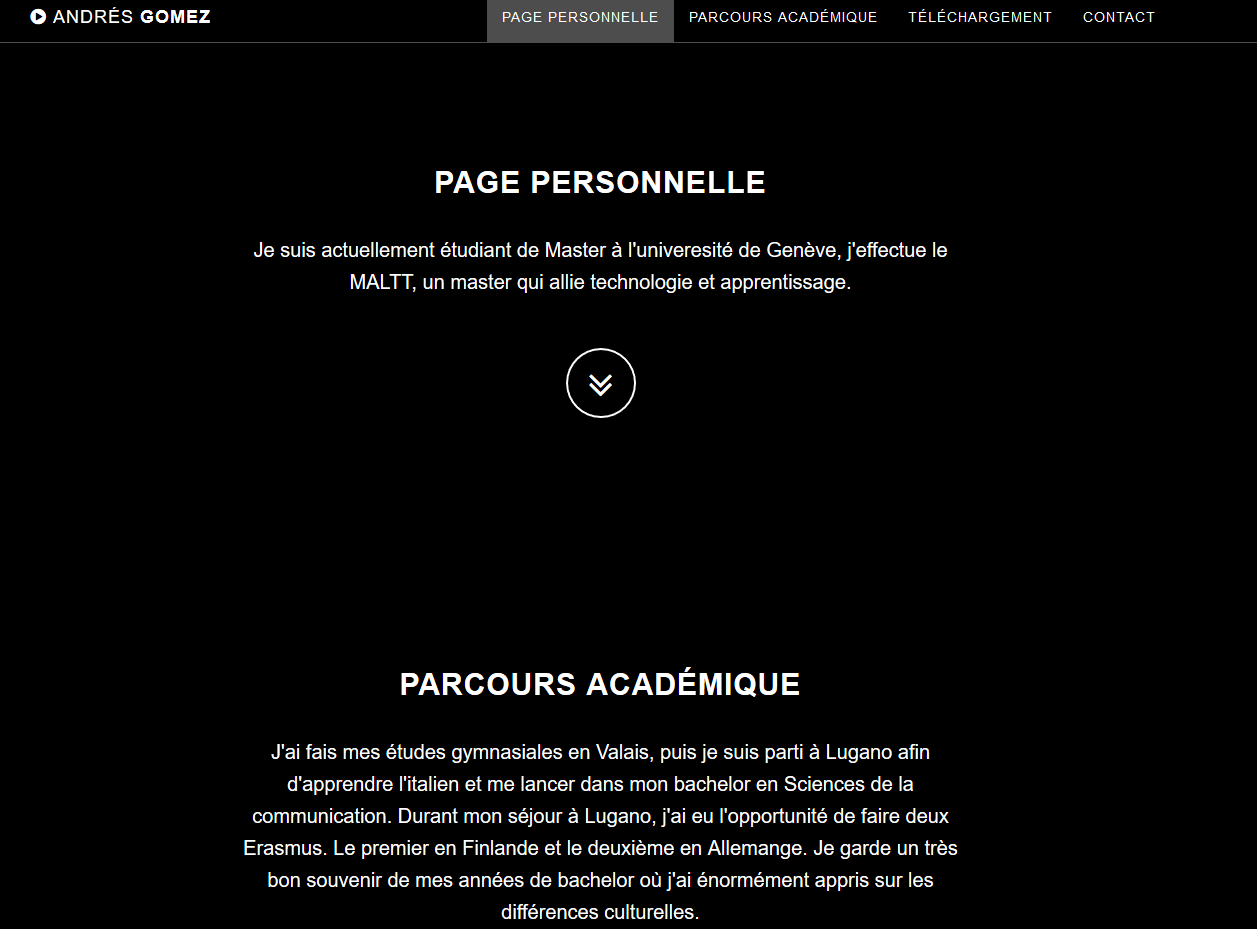 ANDRÉS GOMEZ
PAGE PERSONNELLE
PARCOURS ACADÉMIQUE
TÉLÉCHARGEMENT
CONTACT
PAGE PERSONNELLE
Je suis actuellement étudiant de Master à l'univeresité de Genève, j'effectue le
MALTT, un master qui allie technologie et apprentissage.
PARCOURS ACADÉMIQUE
J'ai fais mes études gymnasiales en Valais, puis je suis parti à Lugano afin
d'apprendre l'italien et me lancer dans mon bachelor en Sciences de la
communication. Durant mon séjour à Lugano, j'ai eu l'opportunité de faire deux
Erasmus. Le premier en Finlande et le deuxième en Allemange. Je garde un très
bon souvenir de mes années de bachelor où j'ai énormément appris sur les
différences culturelles.